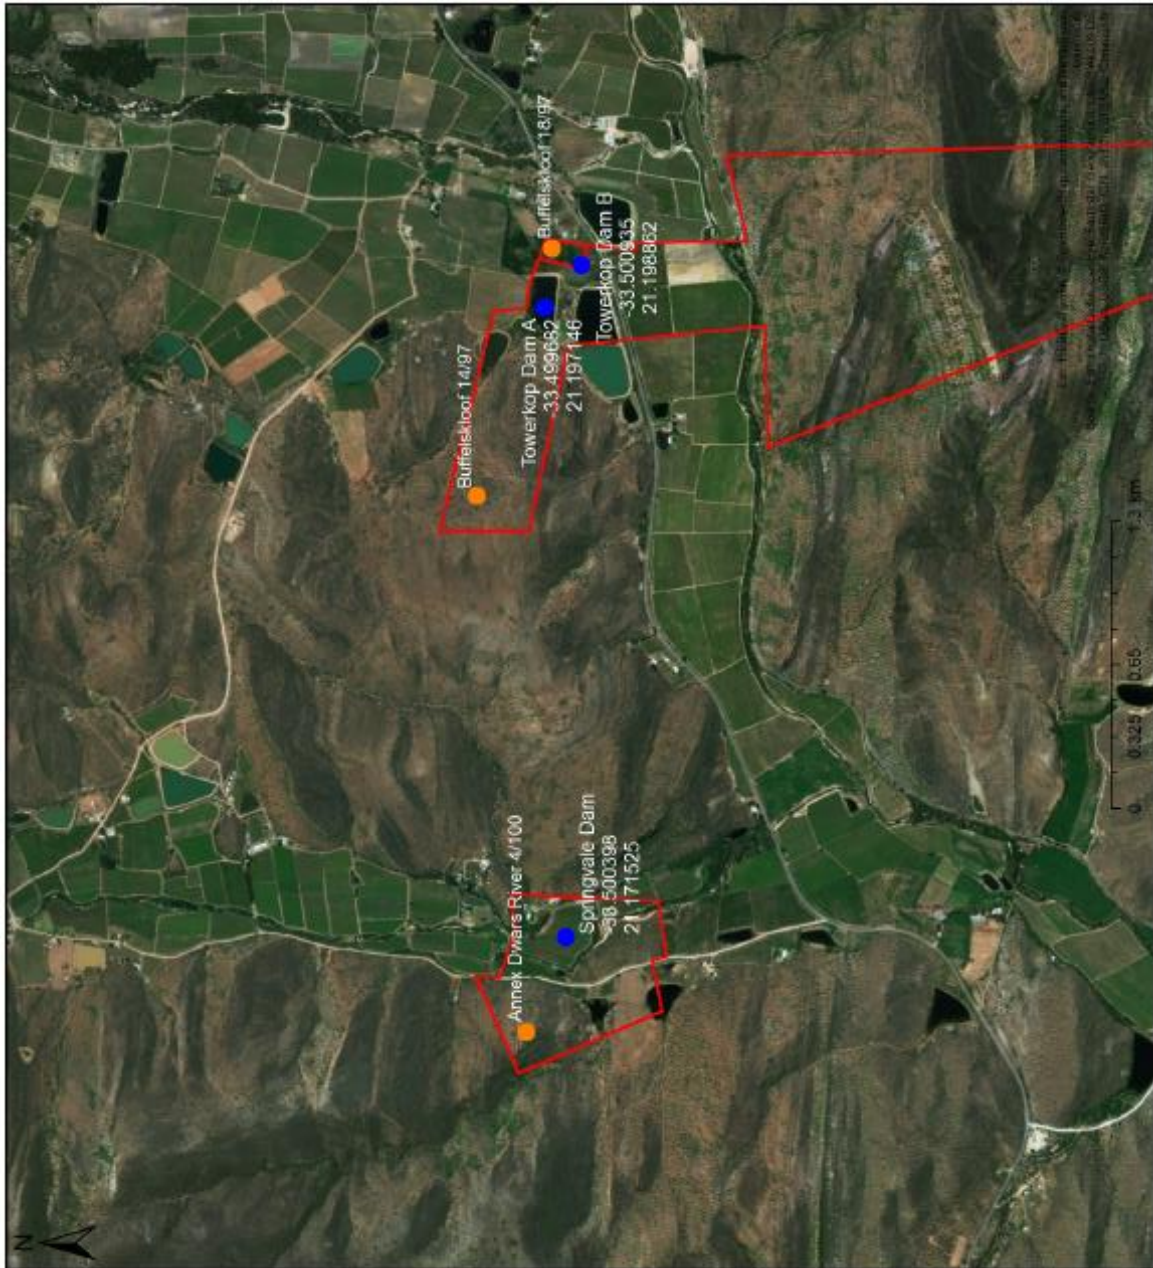 N
Annex Dwars River 4/100
Springvale Dam
-33.500398
21.171525
Buffelskloof 14/97
Towerkop Dam A
-33.499682
21.197146
Buffelskloof 18/97
Towerkop Dam B
-33.500935
21.198862
0 0.325 0.65 1.3 km